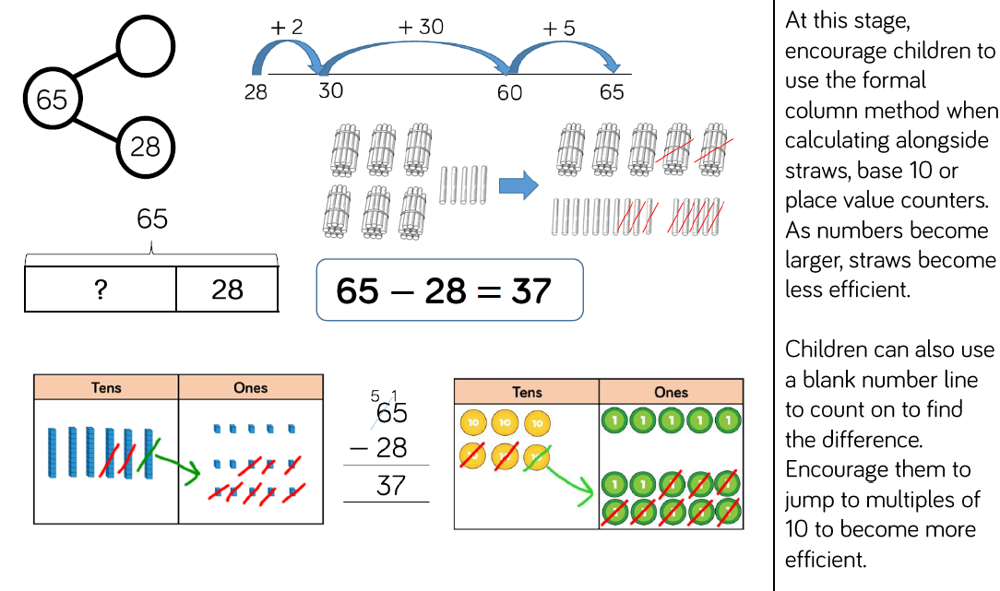 65
28
+ 2
+ 30
+ 5
28
30
60
65
65
?
28
65 – 28 = 37
Tens
Ones
5 1
65
– 28
37
Tens
Ones
10 10 10
10 10 10
1 1 1 1 1
1 1 1 1 1
1 1 1 1 1
At this stage,
encourage children to
use the formal
column method when
calculating alongside
straws, base 10 or
place value counters.
As numbers become
larger, straws become
less efficient.
Children can also use
a blank number line
to count on to find
the difference.
Encourage them to
jump to multiples of
10 to become more
efficient.